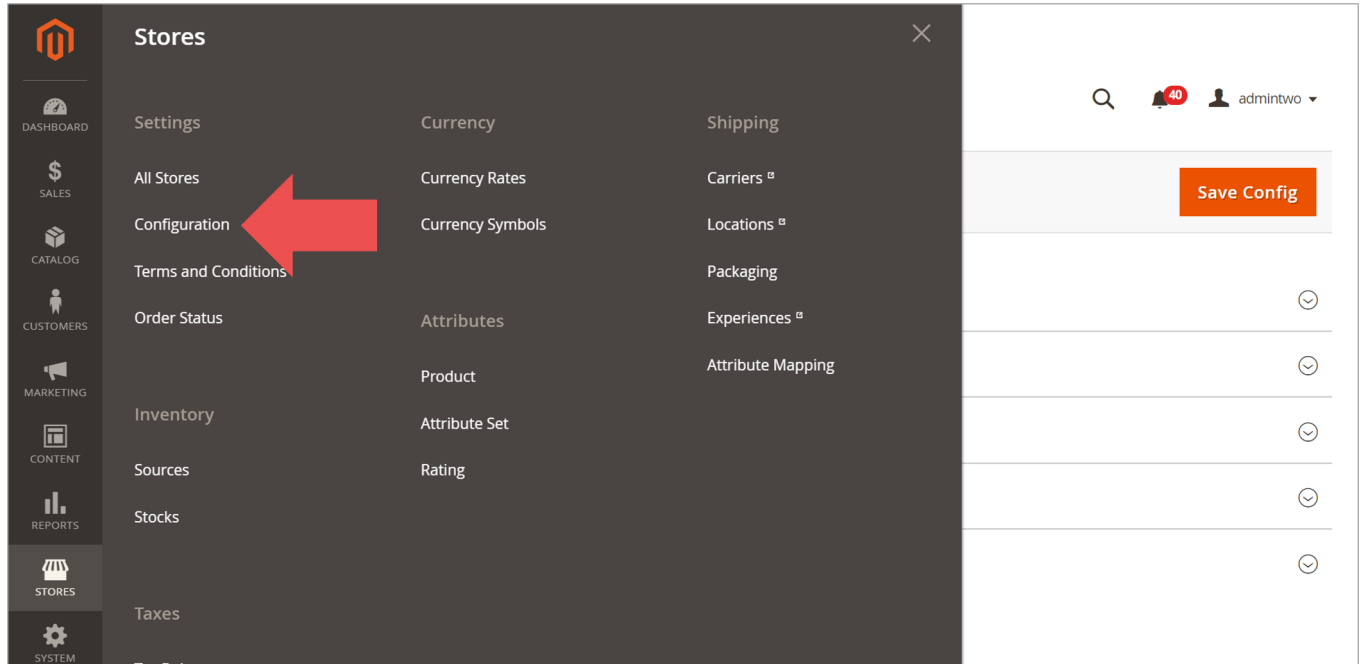 Stores
DASHBOARD
SALES
CATALOG
CUSTOMERS
MARKETING
CONTENT
REPORTS
STORES
SYSTEM
Settings
All Stores
Configuration
Terms and Conditions
Order Status
Inventory
Sources
Stocks
Taxes
Currency
Currency Rates
Currency Symbols
Attributes
Product
Attribute Set
Rating
Shipping
Carriers
Locations
Packaging
Experiences
Attribute Mapping
40
admintwo
Save Config